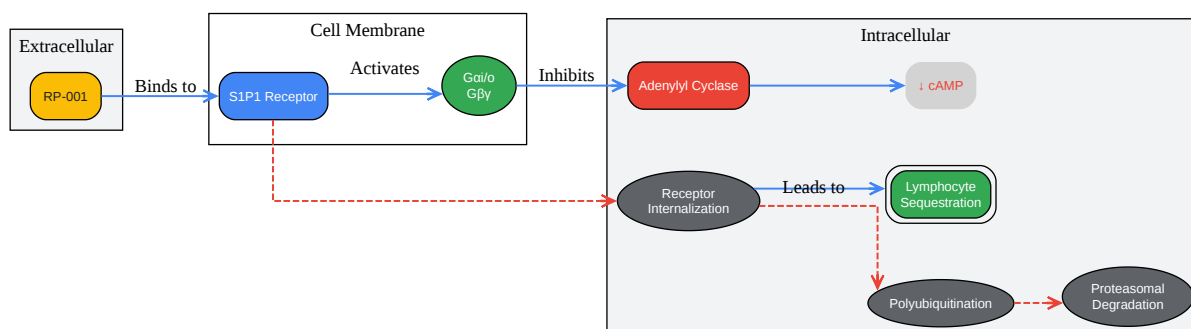 Extracellular
RP-001
Binds to
Cell Membrane
S1P1 Receptor
Activates
Gαi/o
Gβγ
Inhibits
Intracellular
Adenylyl Cyclase
↓ cAMP
Receptor
Internalization
Leads to
Lymphocyte
Sequestration
Polyubiquitination
Proteasomal
Degradation